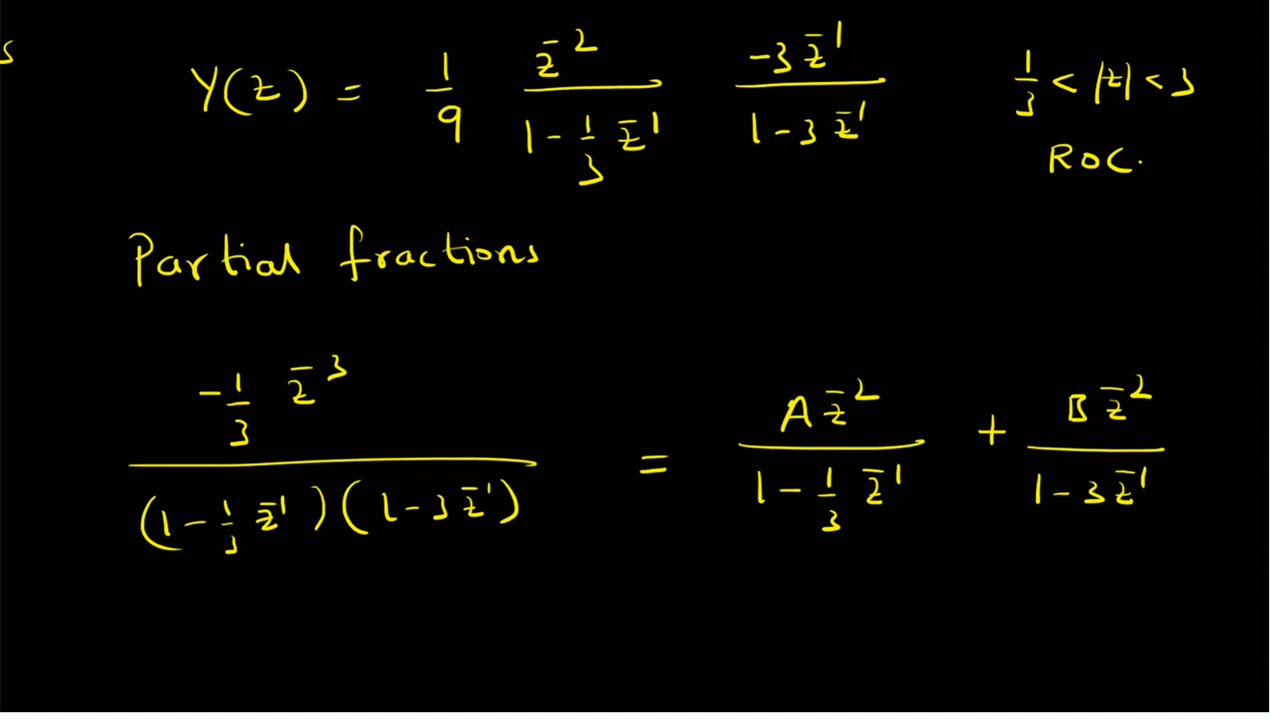 s
Y(z) = 1/9 z^-2/(1 - 1/3 z^-1) -3z^-1/(1 - 3z^-1) 1/3 < |z| < 3
ROC.
Partial fractions
-1/3 z^-3/((1 - 1/3 z^-1)(1 - 3z^-1)) = Az^-2/(1 - 1/3 z^-1) + Bz^-2/(1 - 3z^-1)